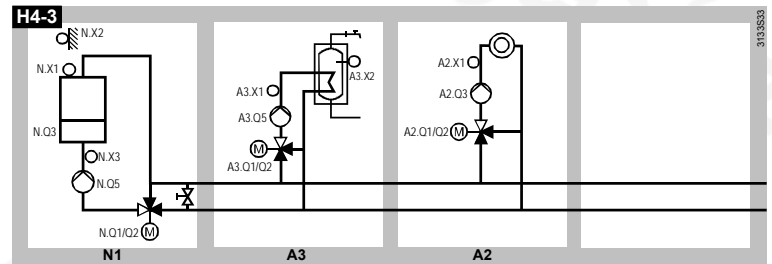 H4-3
N.X2
N.X1
N.Q3
N.X3
N.Q5
N.Q1/Q2
M
N1
A3.X2
A3.X1
A3.Q5
M
A3.Q1/Q2
A3
A2.X1
A2.Q3
A2.Q1/Q2
M
A2
3133S33